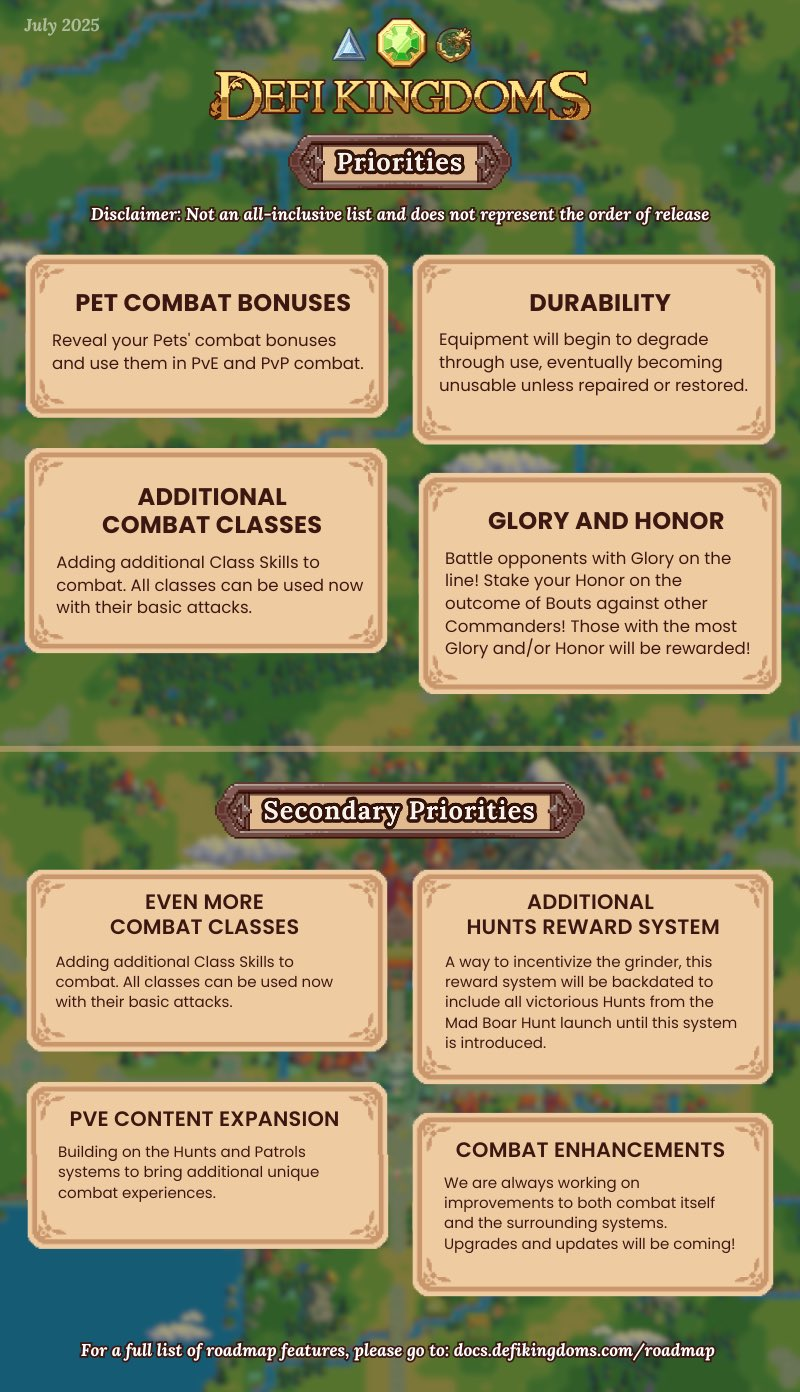 July 2025
DEFI KINGDOMS
Priorities
Disclaimer: Not an all-inclusive list and does not represent the order of release
PET COMBAT BONUSES
Reveal your Pets' combat bonuses
and use them in PvE and PvP combat.
DURABILITY
Equipment will begin to degrade
through use, eventually becoming
unusable unless repaired or restored.
ADDITIONAL
COMBAT CLASSES
Adding additional Class Skills to
combat. All classes can be used now
with their basic attacks.
GLORY AND HONOR
Battle opponents with Glory on the
line! Stake your Honor on the
outcome of Bouts against other
Commanders! Those with the most
Glory and/or Honor will be rewarded!
Secondary Priorities
EVEN MORE
COMBAT CLASSES
Adding additional Class Skills to
combat. All classes can be used now
with their basic attacks.
ADDITIONAL
HUNTS REWARD SYSTEM
A way to incentivize the grinder, this
reward system will be backdated to
include all victorious Hunts from the
Mad Boar Hunt launch until this system
is introduced.
PVE CONTENT EXPANSION
Building on the Hunts and Patrols
systems to bring additional unique
combat experiences.
COMBAT ENHANCEMENTS
We are always working on
improvements to both combat itself
and the surrounding systems.
Upgrades and updates will be coming!
For a full list of roadmap features, please go to: docs.defikingdoms.com/roadmap